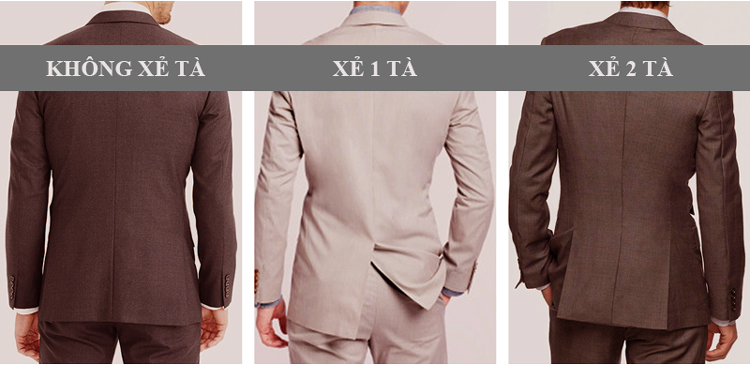 KHÔNG XẺ TÀ
XẺ 1 TÀ
XẺ 2 TÀ